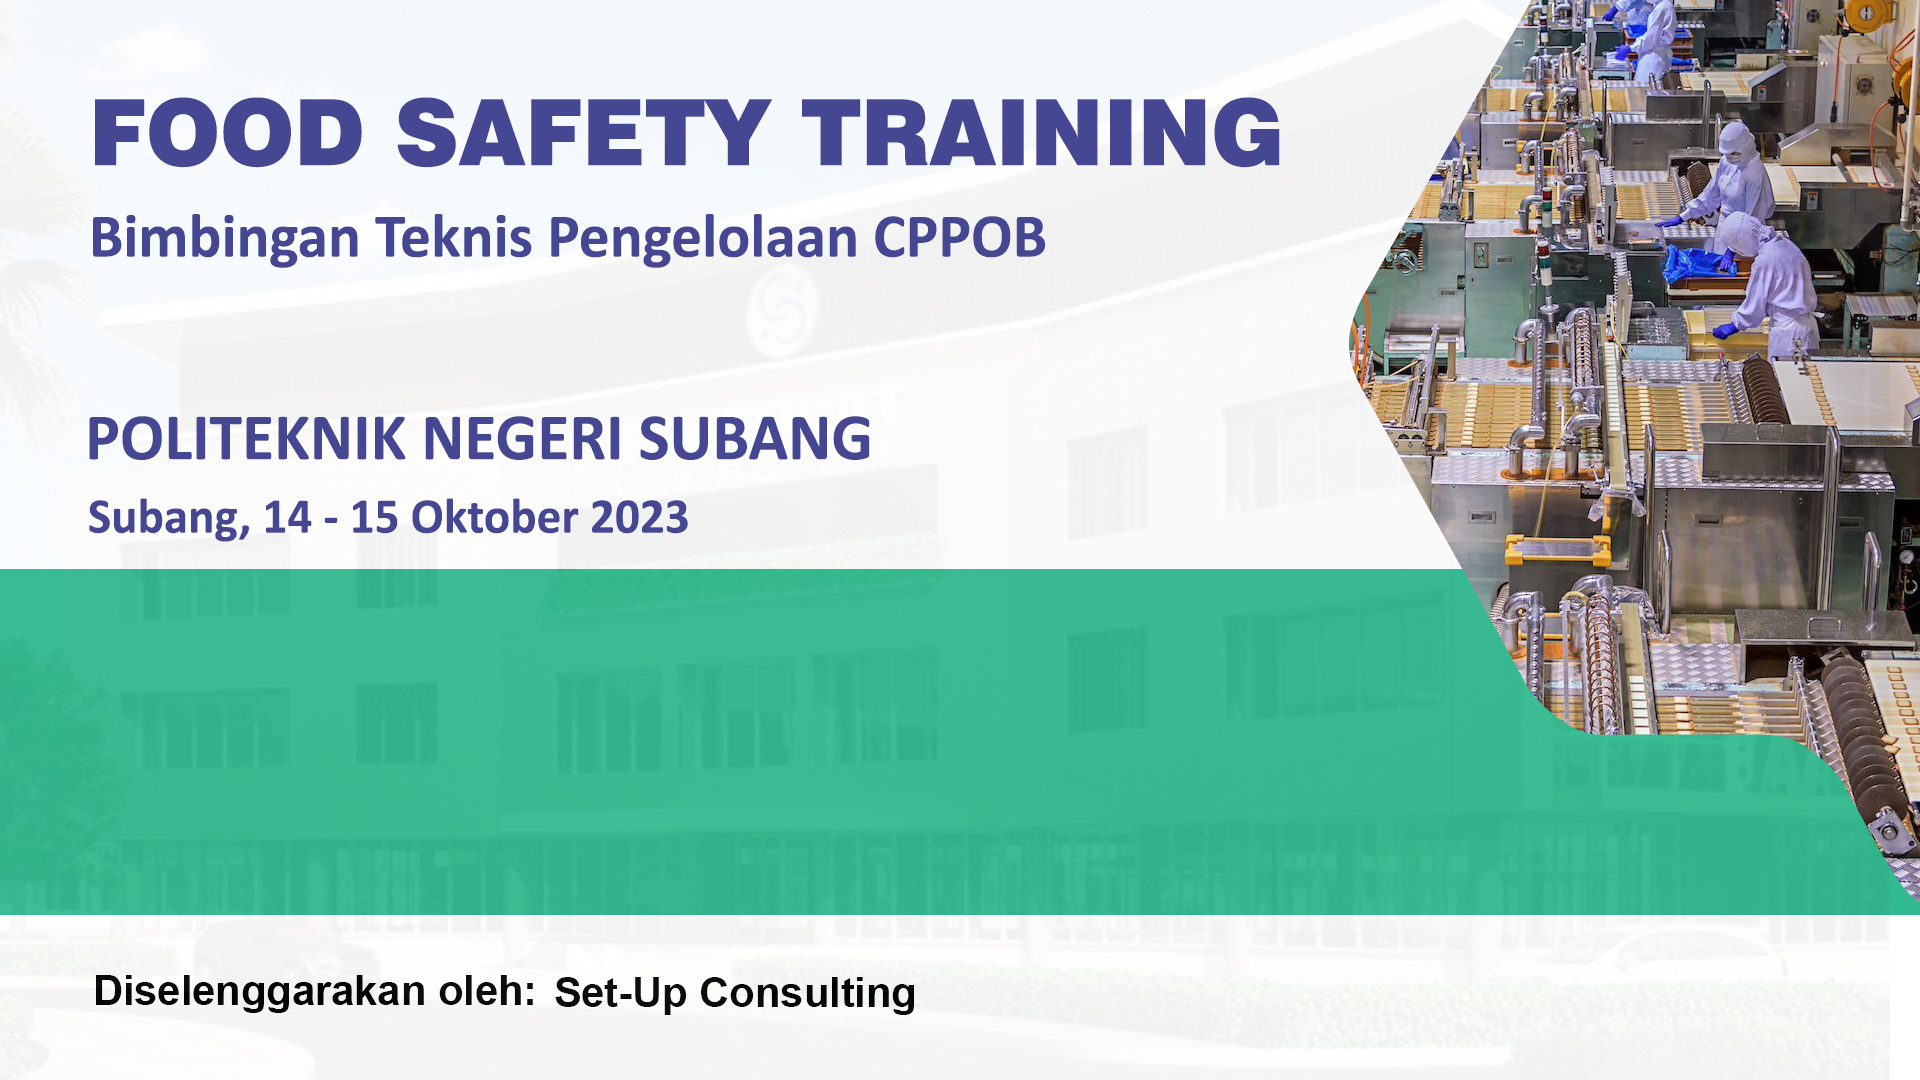 FOOD SAFETY TRAINING
Bimbingan Teknis Pengelolaan CPPOB
POLITEKNIK NEGERI SUBANG
Subang, 14 - 15 Oktober 2023
Diselenggarakan oleh: Set-Up Consulting